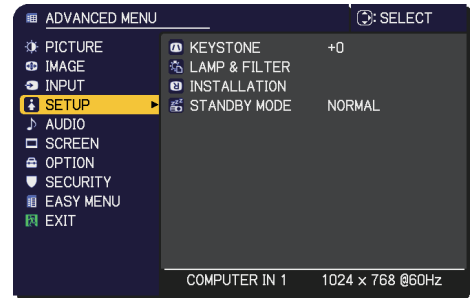 ADVANCED MENU : SELECT
PICTURE
IMAGE
INPUT
SETUP
AUDIO
SCREEN
OPTION
SECURITY
EASY MENU
EXIT
KEYSTONE +0
LAMP & FILTER
INSTALLATION
STANDBY MODE NORMAL
COMPUTER IN 1 1024 x 768 @60Hz